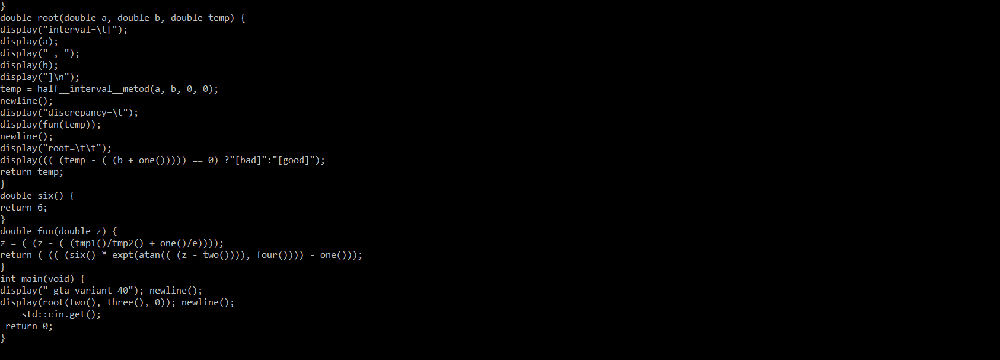 }
double root(double a, double b, double temp) {
display("interval=\t[");
display(a);
display(" , ");
display(b);
display("]\n");
temp = half__interval__metod(a, b, 0, 0);
newline();
display("discrepancy=\t");
display(fun(temp));
newline();
display("root=\t\t");
display((( (temp - ( (b + one())))) == 0) ?"[bad]":"[good]");
return temp;
}
double six() {
return 6;
}
double fun(double z) {
z = ( (z - ( (tmp1()/tmp2() + one()/e))));
return ( (( (six() * expt(atan(( (z - two()))), four()))) - one()));
}
int main(void) {
display(" gta variant 40"); newline();
display(root(two(), three(), 0)); newline();
    std::cin.get();
 return 0;
}